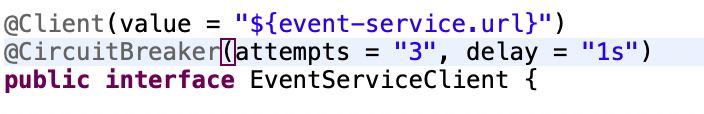 @Client(value = "${event-service.url}")
@CircuitBreaker(attempts = "3", delay = "1s")
public interface EventServiceClient {